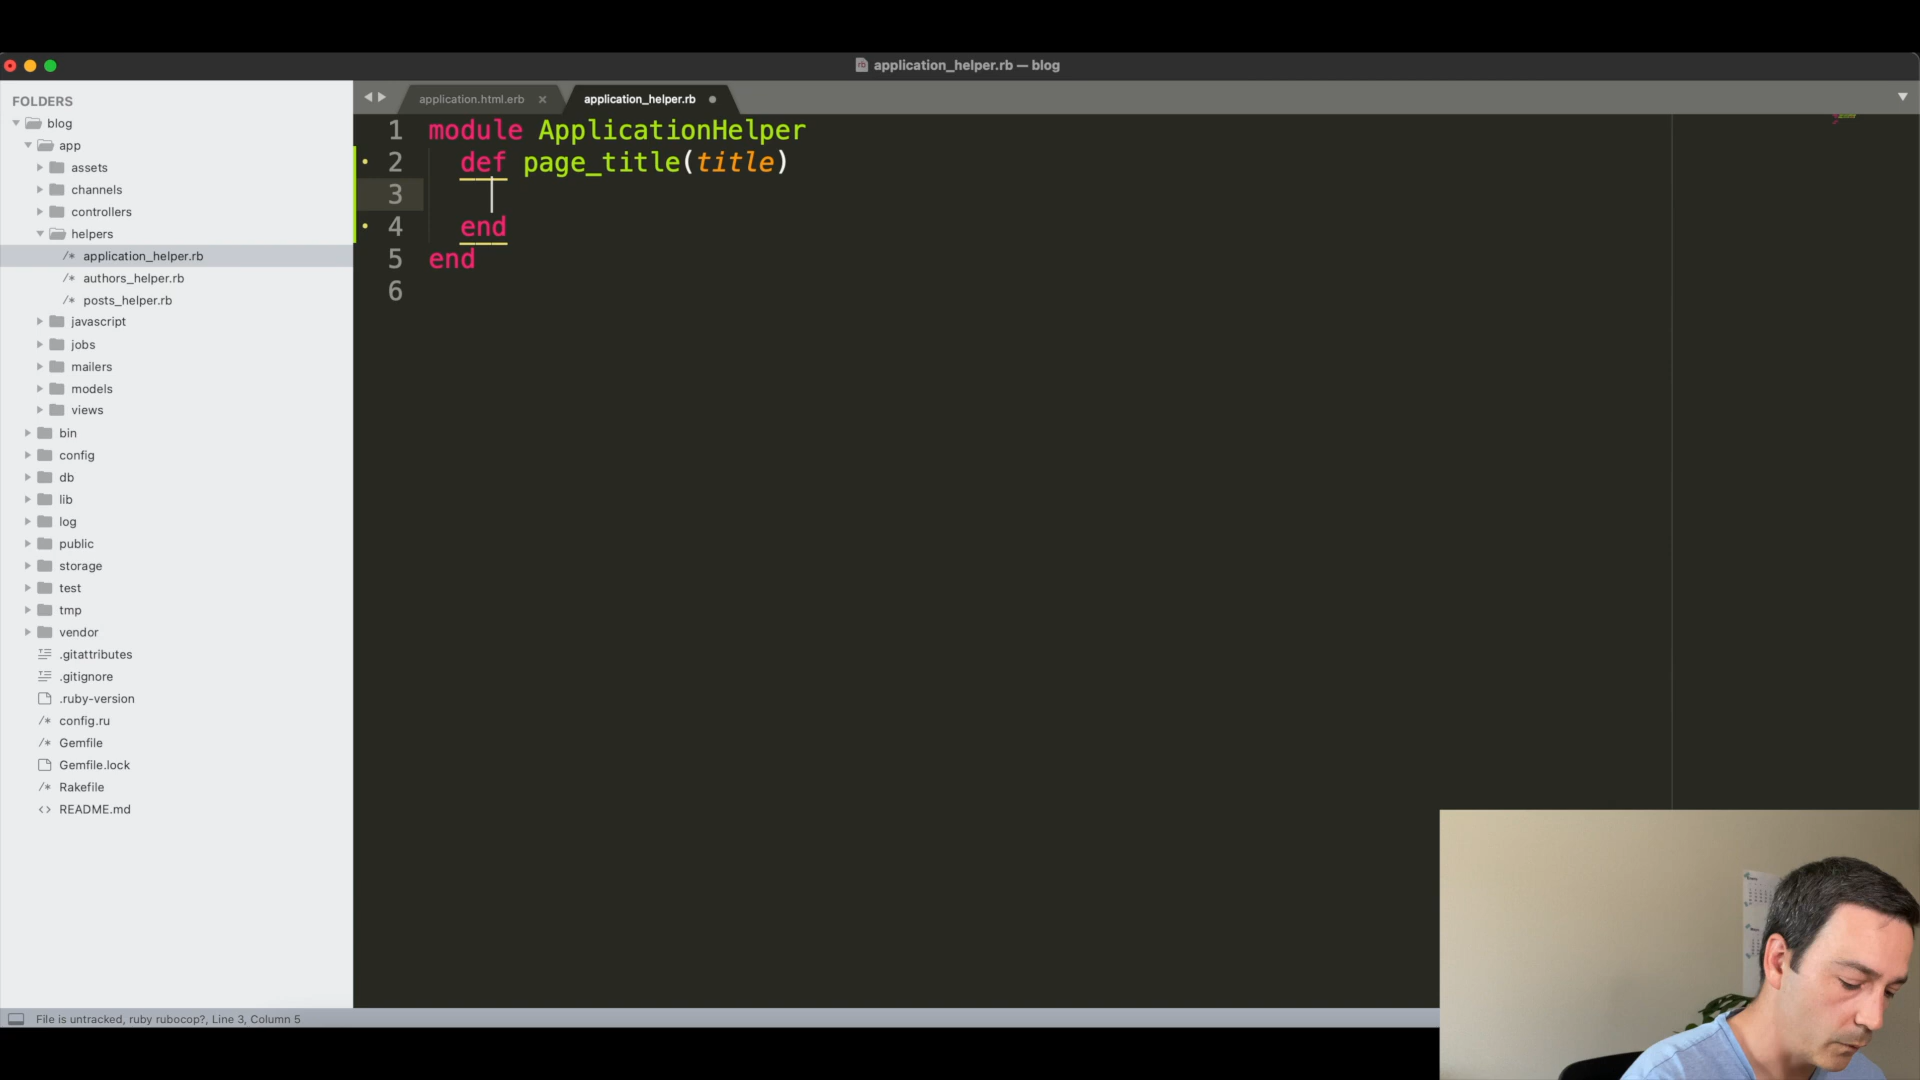 application_helper.rb — blog
FOLDERS
blog
app
assets
channels
controllers
helpers
/* application_helper.rb
/* authors_helper.rb
/* posts_helper.rb
javascript
jobs
mailers
models
views
bin
config
db
lib
log
public
storage
test
tmp
vendor
.gitattributes
.gitignore
.ruby-version
/* config.ru
/* Gemfile
Gemfile.lock
/* Rakefile
<> README.md
application.html.erb
application_helper.rb
1 module ApplicationHelper
2 def page_title(title)
3
4 end
5 end
6
File is untracked, ruby rubocop?, Line 3, Column 5